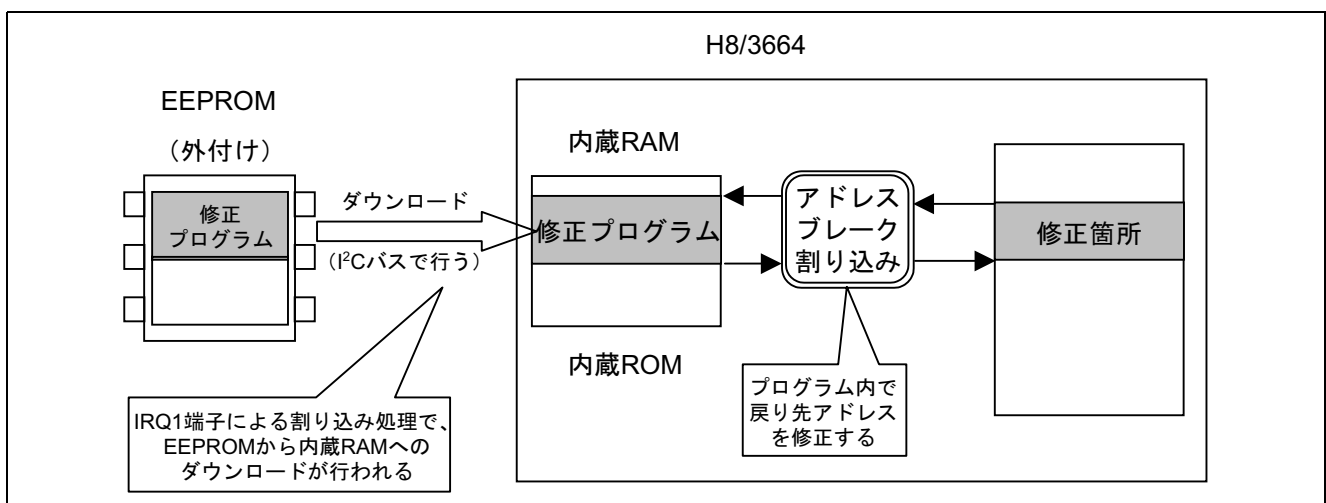 H8/3664
EEPROM
（外付け）
修正
プログラム
ダウンロード
（I²Cバスで行う）
内蔵RAM
修正プログラム
内蔵ROM
アドレス
ブレーク
割り込み
修正箇所
IRQ1端子による割り込み処理で、
EEPROMから内蔵RAMへの
ダウンロードが行われる
プログラム内で
戻り先アドレス
を修正する